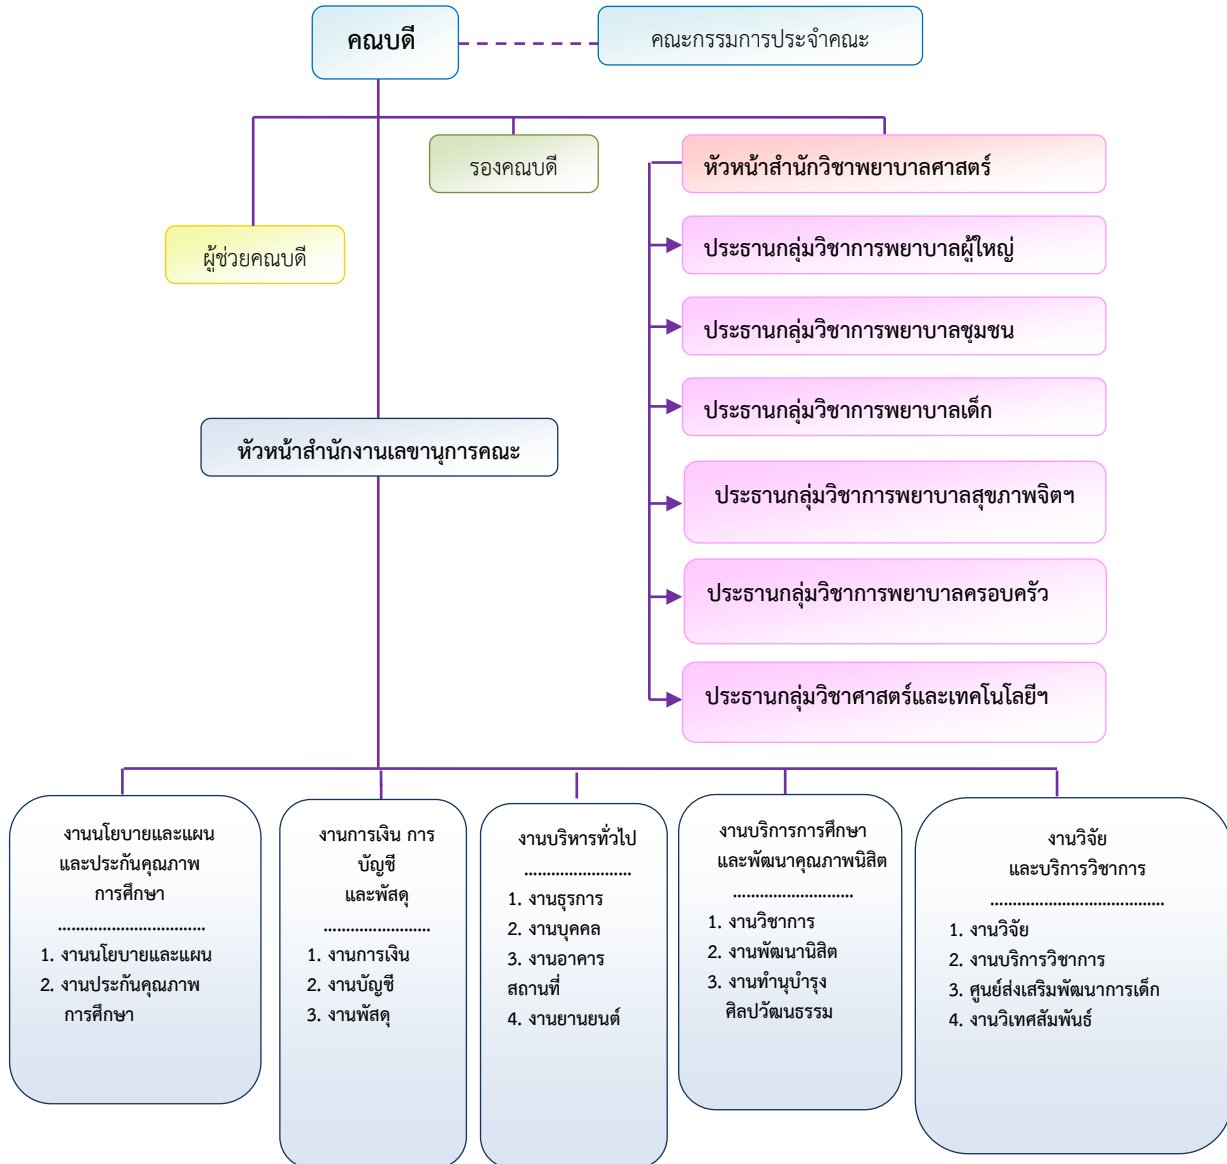 คณบดี
คณะกรรมการประจำคณะ
รองคณบดี
หัวหน้าสำนักวิชาพยาบาลศาสตร์
ผู้ช่วยคณบดี
ประธานกลุ่มวิชาการพยาบาลผู้ใหญ่
ประธานกลุ่มวิชาการพยาบาลชุมชน
ประธานกลุ่มวิชาการพยาบาลเด็ก
หัวหน้าสำนักงานเลขานุการคณะ
ประธานกลุ่มวิชาการพยาบาลสุขภาพจิตฯ
ประธานกลุ่มวิชาการพยาบาลครอบครัว
ประธานกลุ่มวิชาศาสตร์และเทคโนโลยีฯ
งานนโยบายและแผน
และประกันคุณภาพ
การศึกษา
.................................
1. งานนโยบายและแผน
2. งานประกันคุณภาพ
การศึกษา
งานการเงิน การ
บัญชี
และพัสดุ
........................
1. งานการเงิน
2. งานบัญชี
3. งานพัสดุ
งานบริหารทั่วไป
........................
1. งานธุรการ
2. งานบุคคล
3. งานอาคาร
สถานที่
4. งานยานยนต์
งานบริการการศึกษา
และพัฒนาคุณภาพนิสิต
...........................
1. งานวิชาการ
2. งานพัฒนานิสิต
3. งานทำนุบำรุง
ศิลปวัฒนธรรม
งานวิจัย
และบริการวิชาการ
.......................................
1. งานวิจัย
2. งานบริการวิชาการ
3. ศูนย์ส่งเสริมพัฒนาการเด็ก
4. งานวิเทศสัมพันธ์